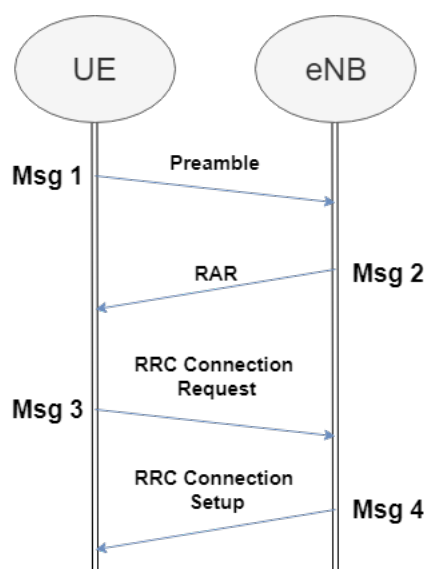 UE
eNB
Preamble
Msg 1
RAR
Msg 2
RRC Connection
Request
Msg 3
RRC Connection
Setup
Msg 4